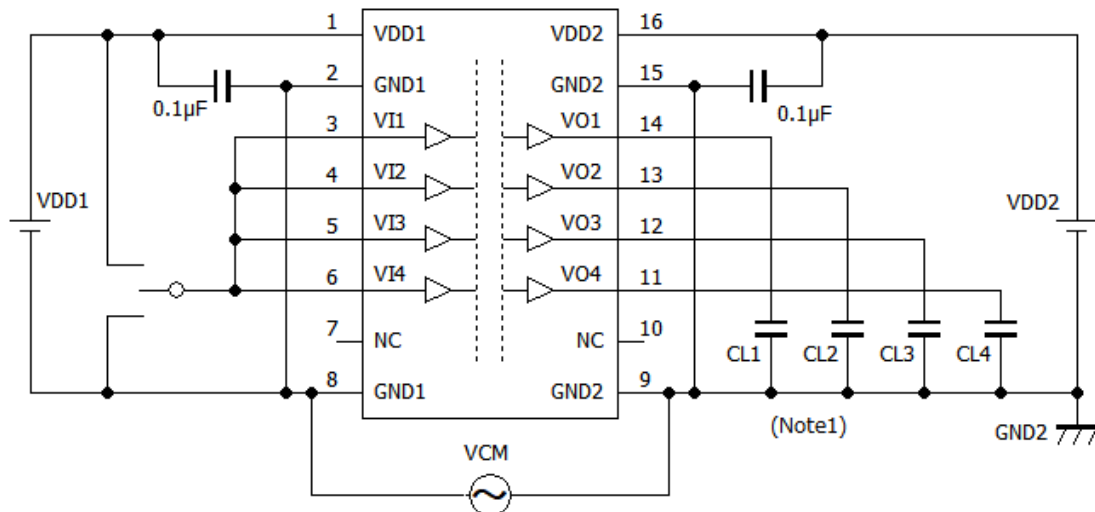 1 VDD1 VDD2 16
2 GND1 GND2 15
0.1µF 0.1µF
3 VI1 VO1 14
4 VI2 VO2 13
VDD1 VDD2
5 VI3 VO3 12
6 VI4 VO4 11
7 NC NC 10
CL1 CL2 CL3 CL4
8 GND1 GND2 9
(Note1) GND2
VCM